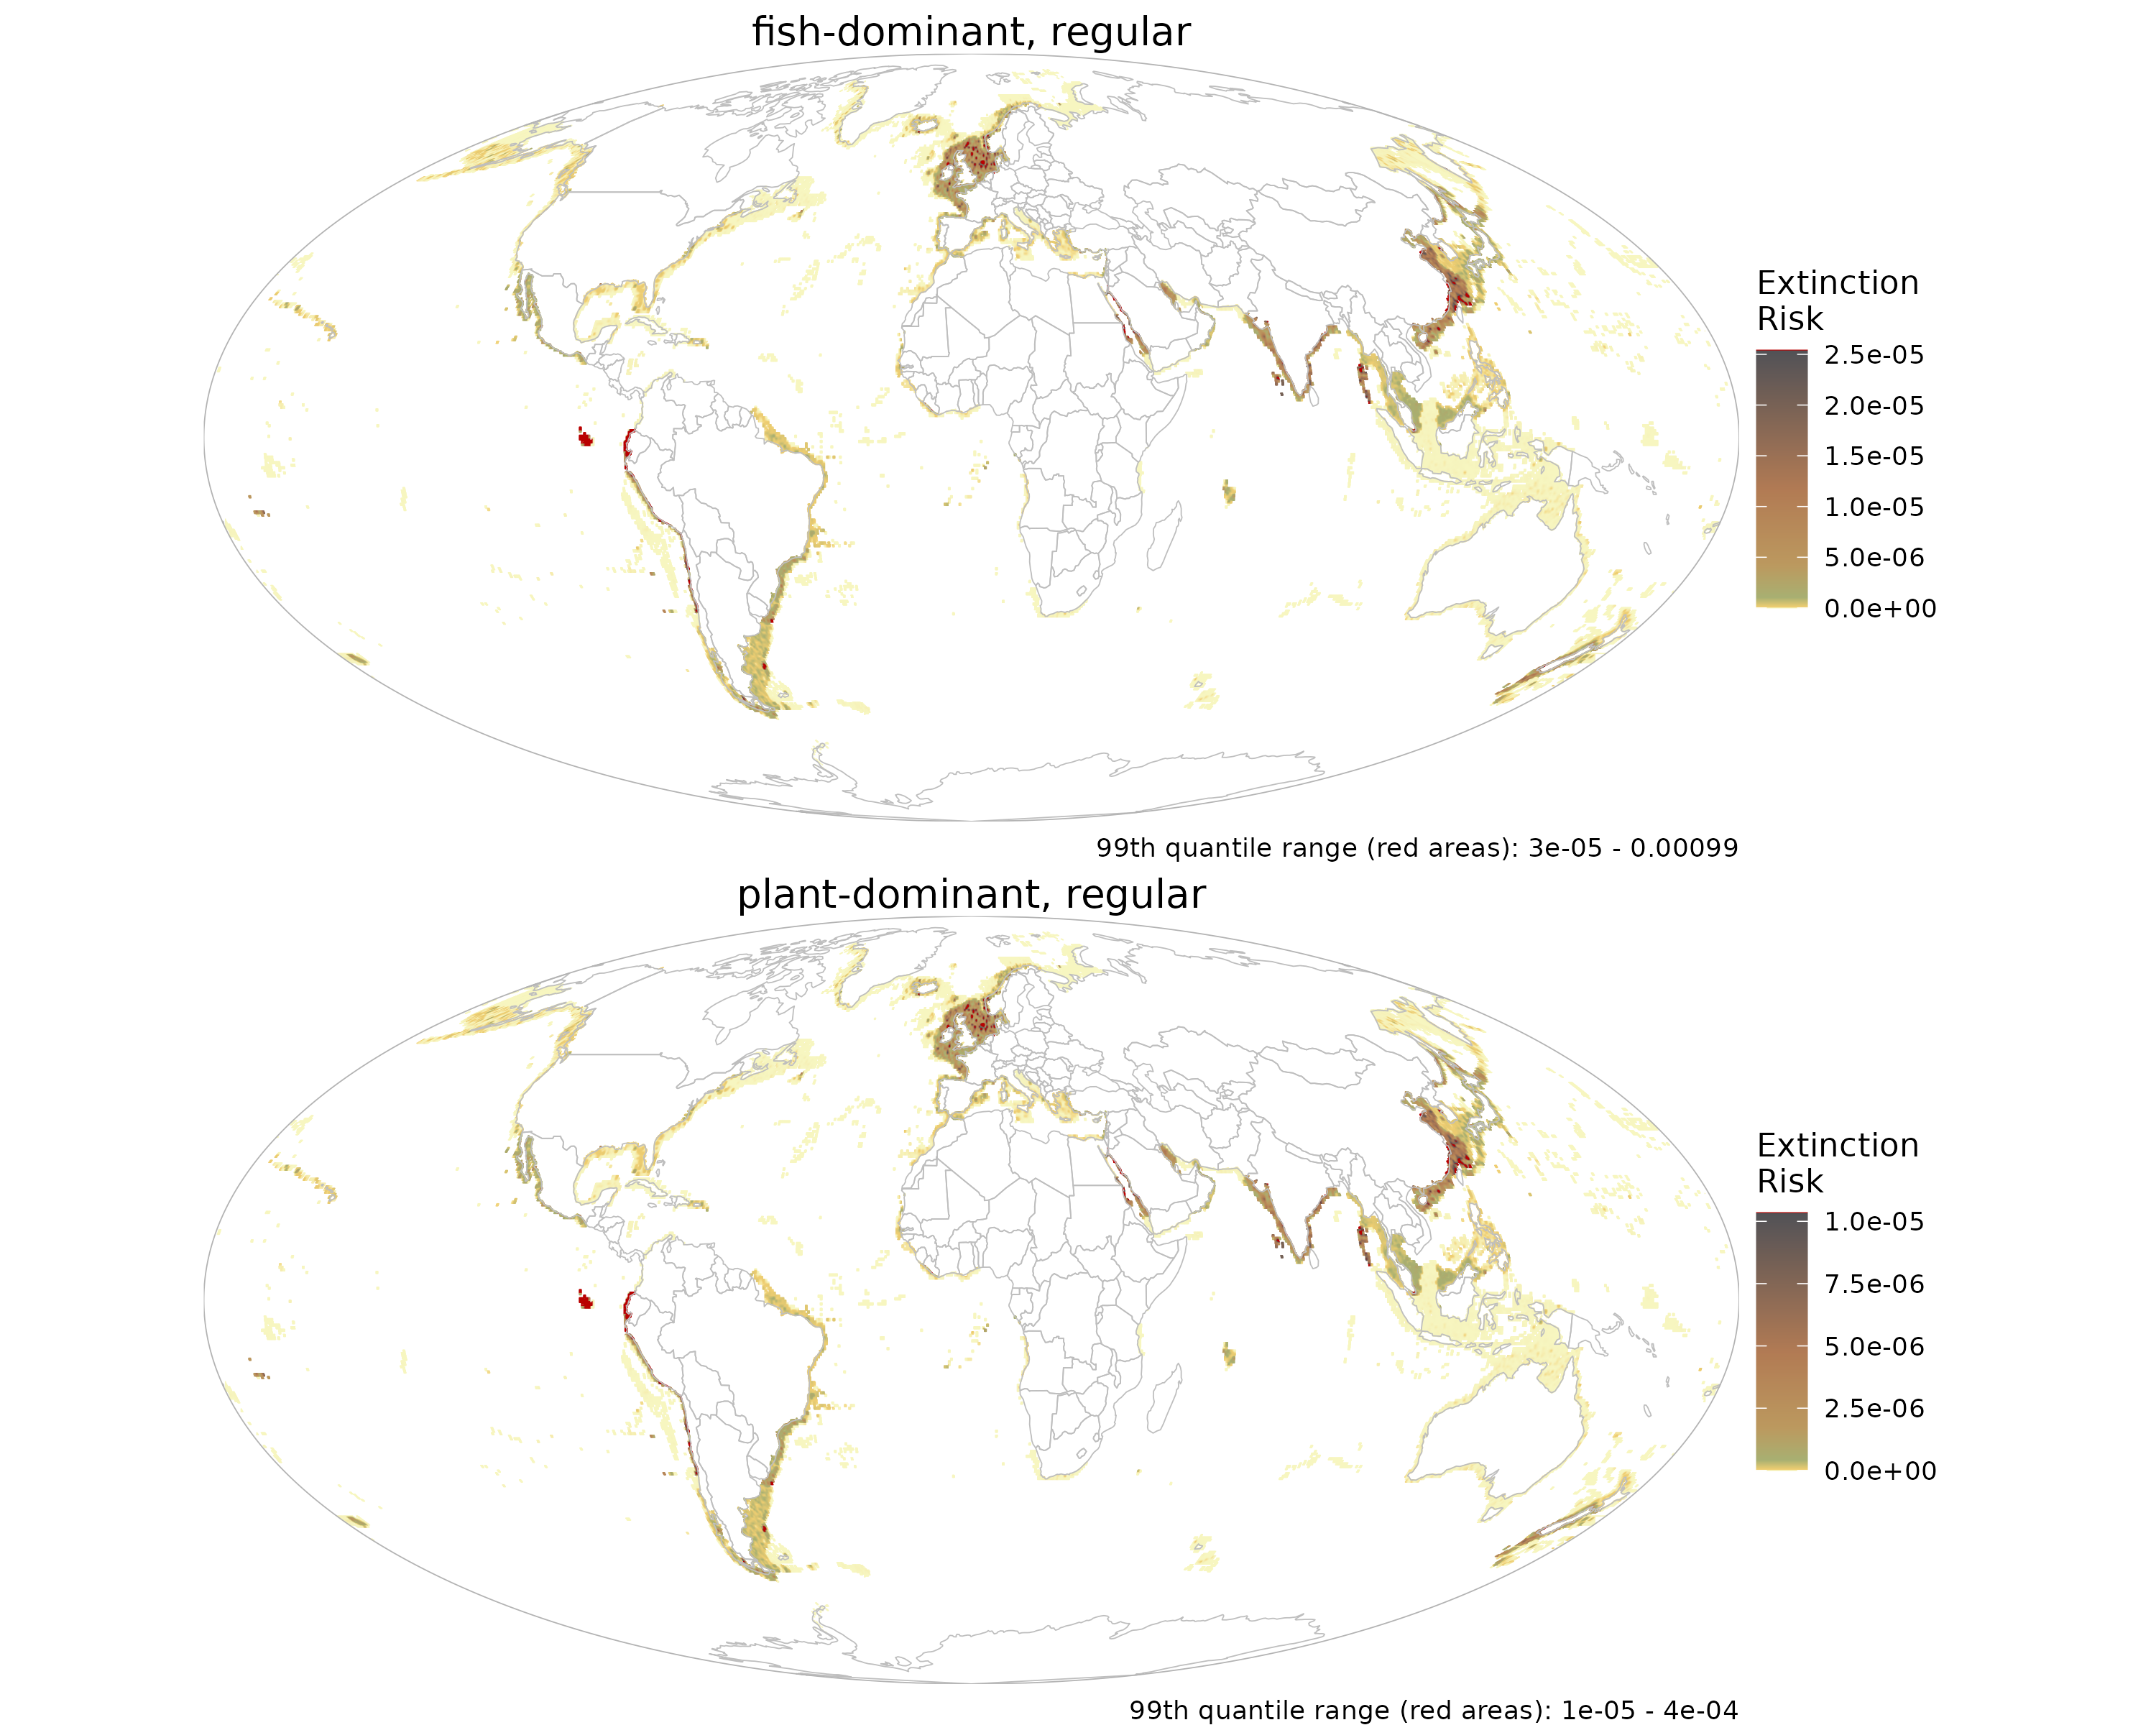 fish-dominant, regular
Extinction
Risk
2.5e-05
2.0e-05
1.5e-05
1.0e-05
5.0e-06
0.0e+00
99th quantile range (red areas): 3e-05 - 0.00099
plant-dominant, regular
Extinction
Risk
1.0e-05
7.5e-06
5.0e-06
2.5e-06
0.0e+00
99th quantile range (red areas): 1e-05 - 4e-04